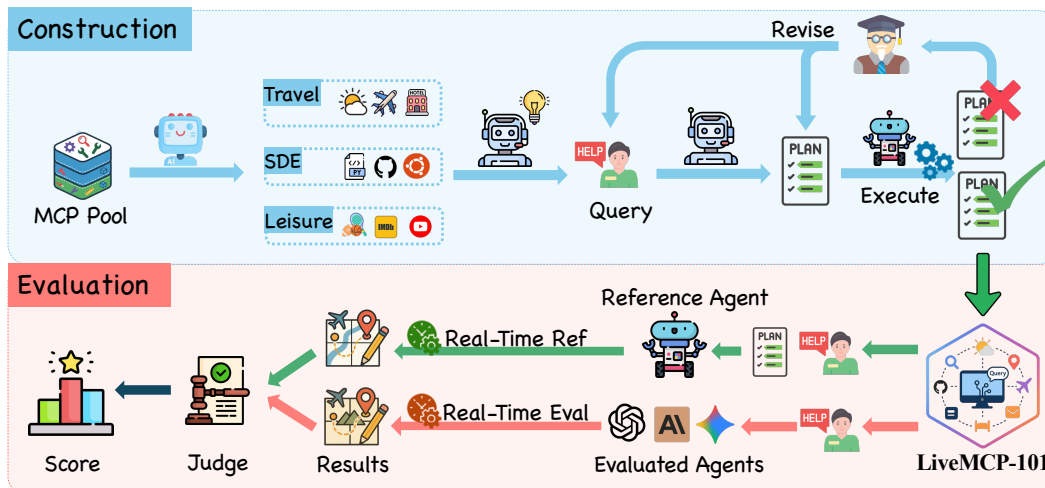 Construction
Revise
Travel
HOTEL
PLAN
SDE
PY
HELP
PLAN
MCP Pool
Query
Execute
PLAN
Leisure
IMDb
Evaluation
Reference Agent
Real-Time Ref
PLAN
HELP
Query
Real-Time Eval
HELP
Score
Judge
Results
Evaluated Agents
LiveMCP-101